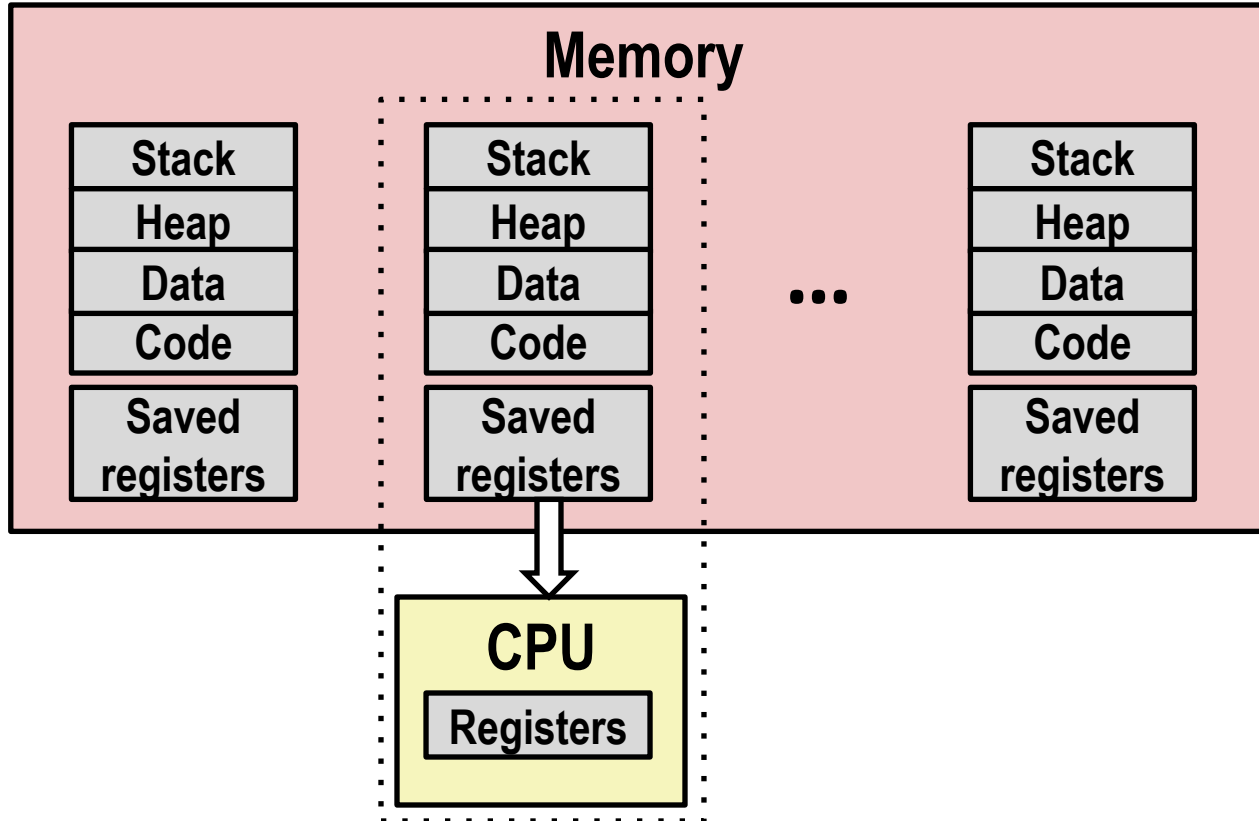 Memory
Stack
Heap
Data
Code
Saved
registers
Stack
Heap
Data
Code
Saved
registers
...
Stack
Heap
Data
Code
Saved
registers
CPU
Registers